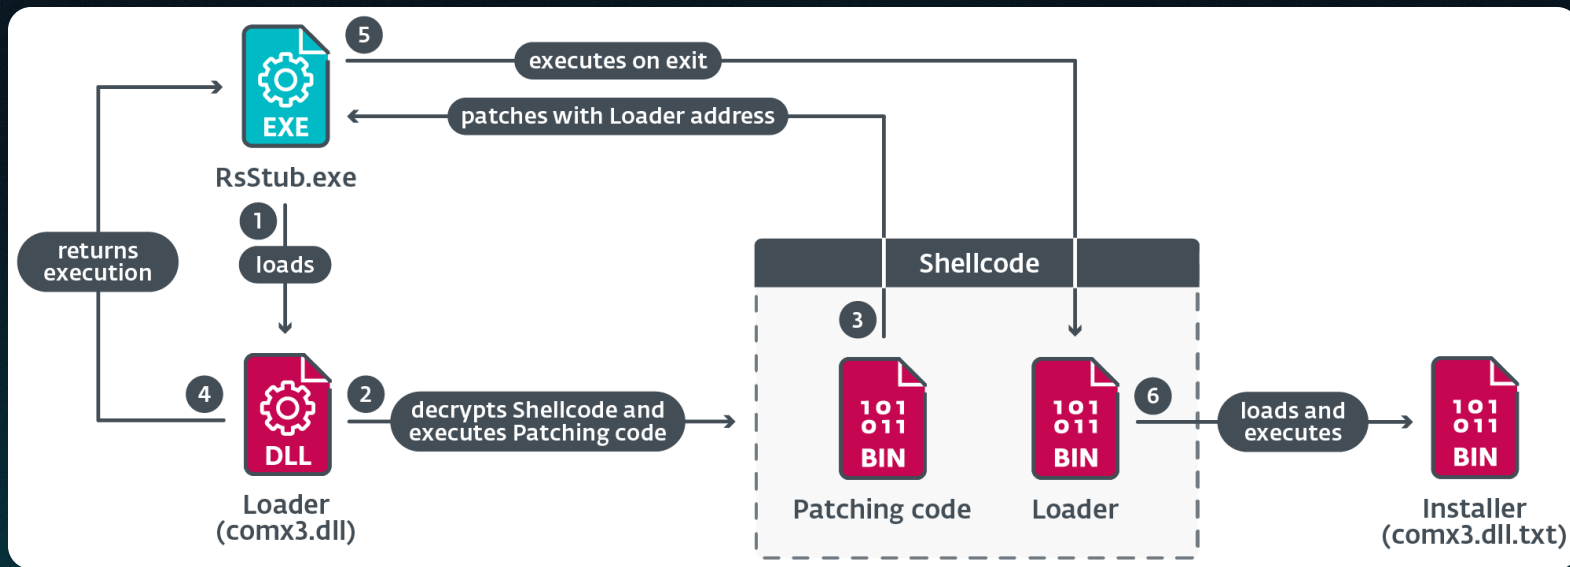 5
executes on exit
patches with Loader address
EXE
RsStub.exe
1
loads
returns
execution
Shellcode
3
4
2
decrypts Shellcode and
executes Patching code
6
loads and
executes
DLL
Loader
(comx3.dll)
101
011
BIN
Patching code
101
011
BIN
Loader
101
011
BIN
Installer
(comx3.dll.txt)